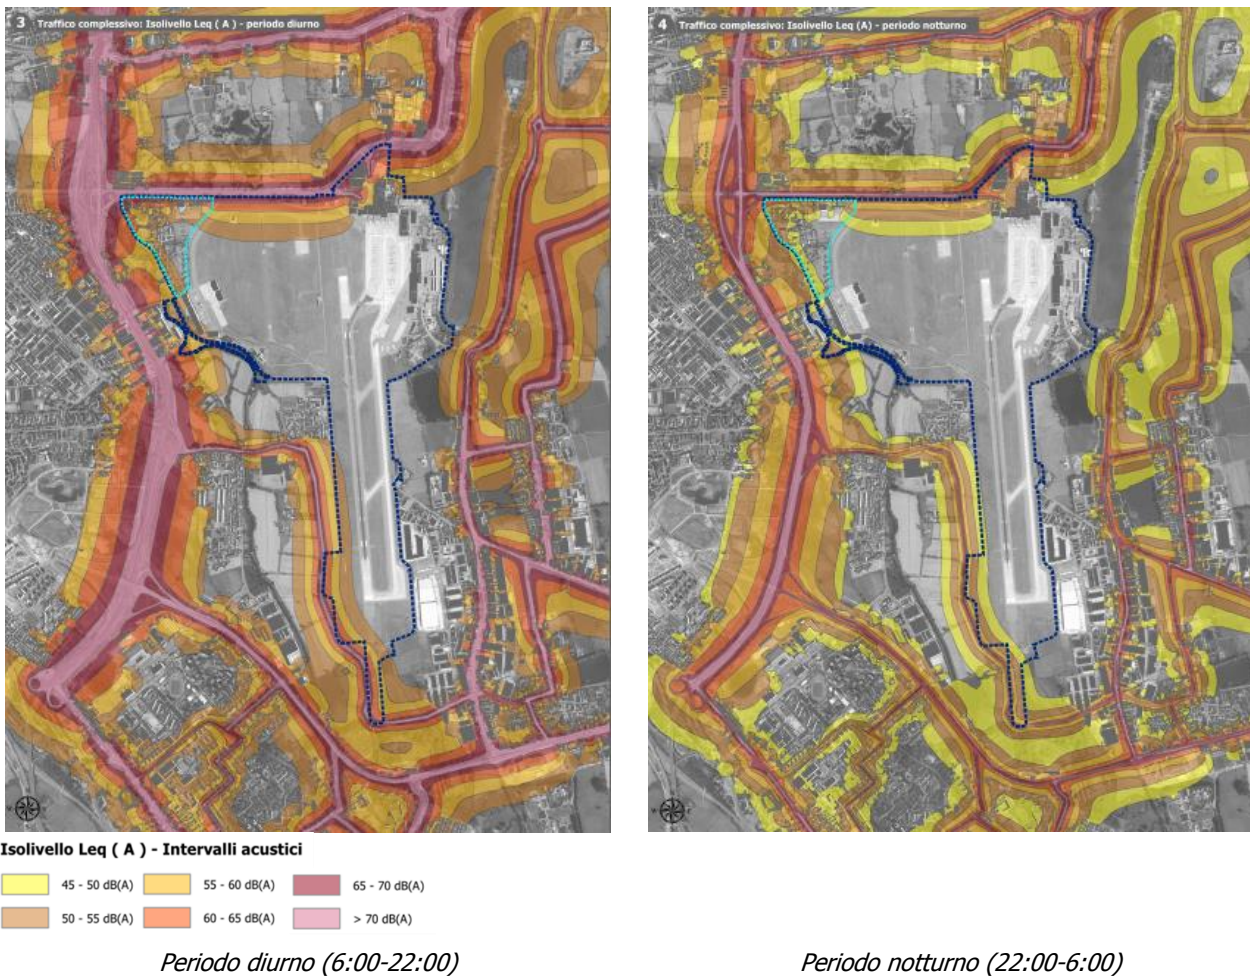 3 Traffico complessivo: Isolivello Leq ( A ) - periodo diurno
4 Traffico complessivo: Isolivello Leq (A) - periodo notturno
Isolivello Leq ( A ) - Intervalli acustici
45 - 50 dB(A) 55 - 60 dB(A) 65 - 70 dB(A)
50 - 55 dB(A) 60 - 65 dB(A) > 70 dB(A)
Periodo diurno (6:00-22:00) Periodo notturno (22:00-6:00)